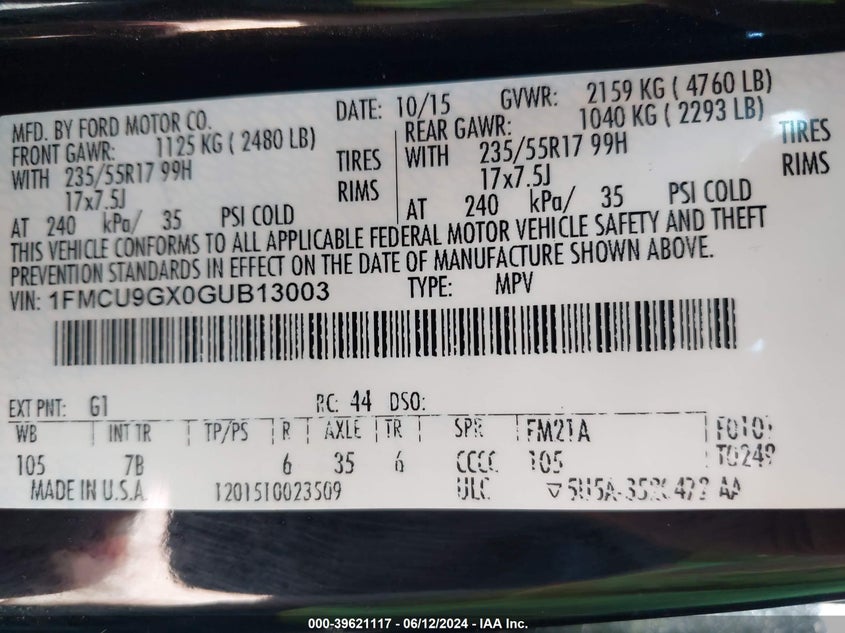 MFD. BY FORD MOTOR CO. DATE: 10/15 GVWR: 2159 KG ( 4760 LB)
FRONT GAWR: 1125 KG ( 2480 LB) REAR GAWR: 1040 KG ( 2293 LB)
WITH 235/55R17 99H TIRES WITH 235/55R17 99H TIRES
17x7.5J RIMS 17x7.5J RIMS
AT 240 kPa/ 35 PSI COLD AT 240 kPa/ 35 PSI COLD
THIS VEHICLE CONFORMS TO ALL APPLICABLE FEDERAL MOTOR VEHICLE SAFETY AND THEFT
PREVENTION STANDARDS IN EFFECT ON THE DATE OF MANUFACTURE SHOWN ABOVE.
VIN: 1FMCU9GX0GUB13003 TYPE: MPV
EXT PNT: G1 RC: 44 DSO:
WB INT TR TP/PS R AXLE TR SPR FM21A
105 7B 6 35 6 CCCC 105
MADE IN U.S.A. 1201510023509 ULC
000-39621117 - 06/12/2024 - IAA Inc.